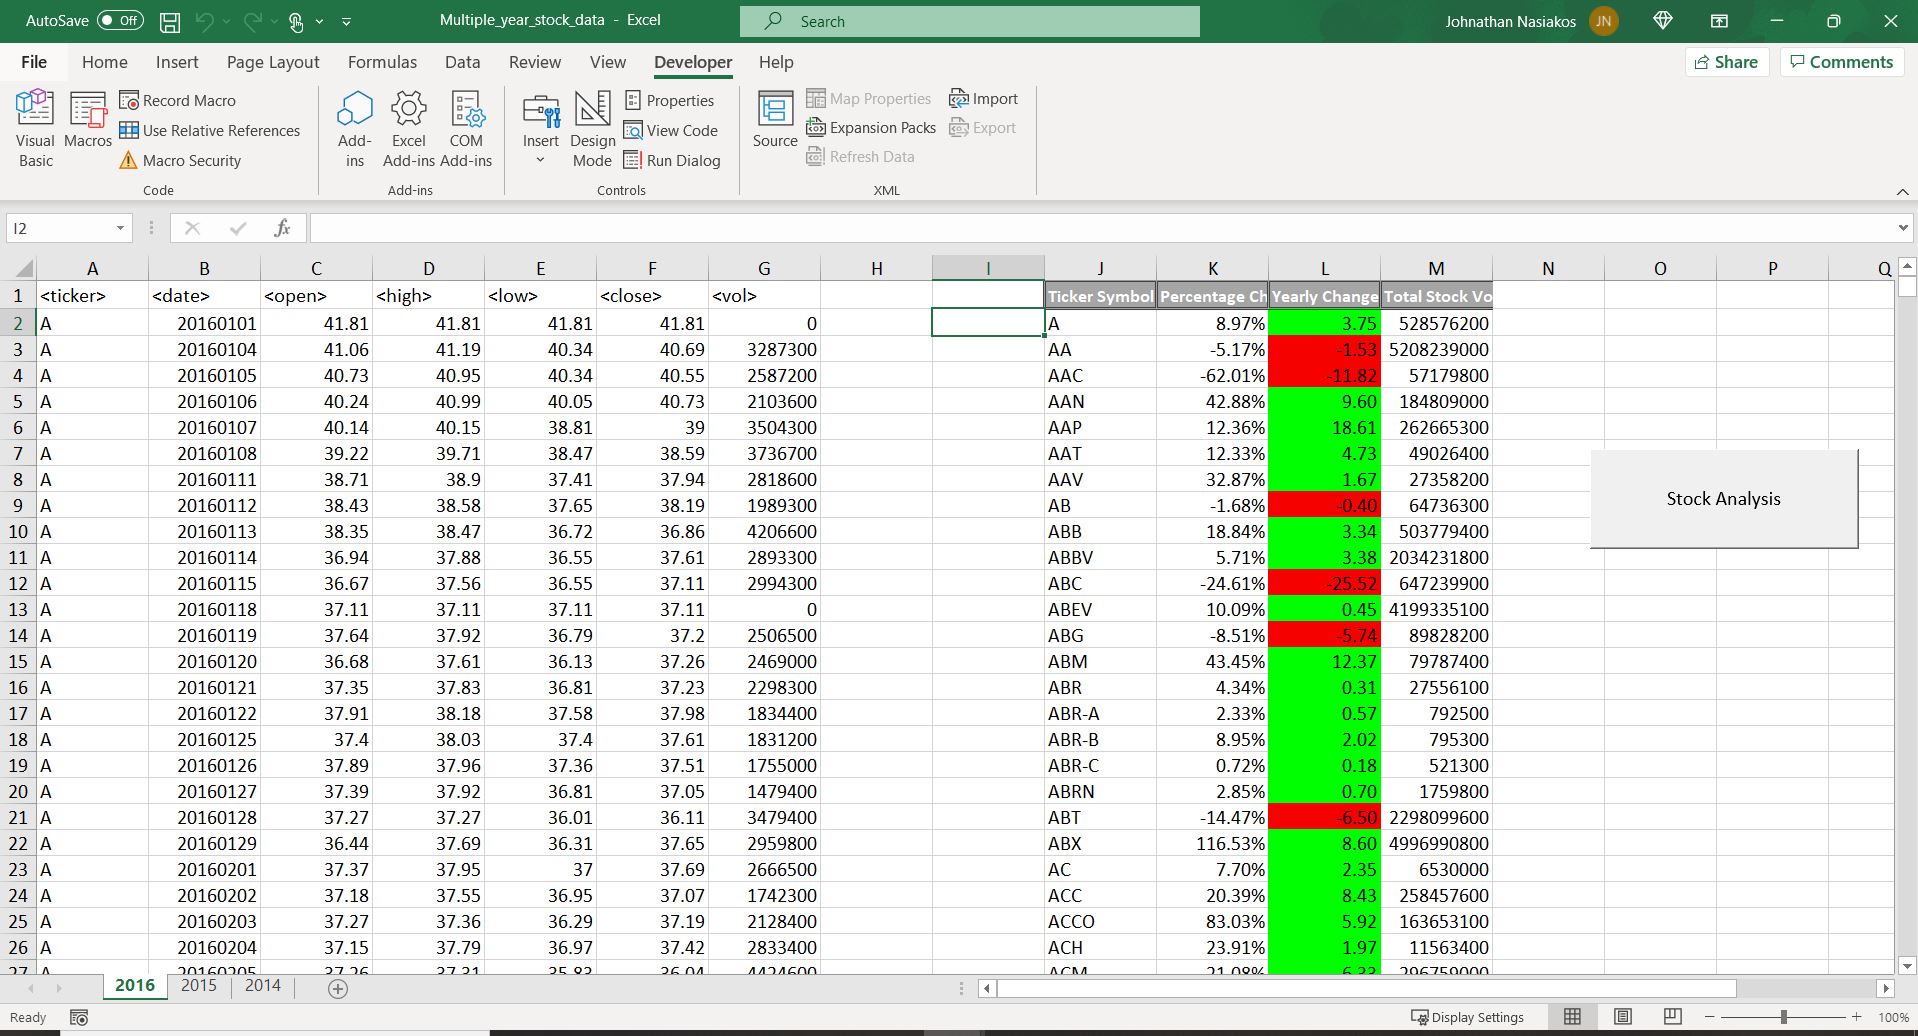 AutoSave Off Multiple_year_stock_data - Excel Search Johnathan Nasiakos JN
File Home Insert Page Layout Formulas Data Review View Developer Help Share Comments
Visual Basic
Macros
Record Macro
Use Relative References
Macro Security
Code
Add-ins
Excel Add-ins
COM Add-ins
Add-ins
Insert
Design Mode
Properties
View Code
Run Dialog
Controls
Source
Map Properties
Expansion Packs
Refresh Data
Import
Export
XML
I2 fx
A B C D E F G H I J K L M N O P Q
1 <ticker> <date> <open> <high> <low> <close> <vol> Ticker Symbol Percentage Ch Yearly Change Total Stock Vo
2 A 20160101 41.81 41.81 41.81 41.81 0 A 8.97% 3.75 528576200
3 A 20160104 41.06 41.19 40.34 40.69 3287300 AA -5.17% -1.53 5208239000
4 A 20160105 40.73 40.95 40.34 40.55 2587200 AAC -62.01% -11.82 57179800
5 A 20160106 40.24 40.99 40.05 40.73 2103600 AAN 42.88% 9.60 184809000
6 A 20160107 40.14 40.15 38.81 39 3504300 AAP 12.36% 18.61 262665300
7 A 20160108 39.22 39.71 38.47 38.59 3736700 AAT 12.33% 4.73 49026400
8 A 20160111 38.71 38.9 37.41 37.94 2818600 AAV 32.87% 1.67 27358200
9 A 20160112 38.43 38.58 37.65 38.19 1989300 AB -1.68% -0.40 64736300
10 A 20160113 38.35 38.47 36.72 36.86 4206600 ABB 18.84% 3.34 503779400
11 A 20160114 36.94 37.88 36.55 37.61 2893300 ABBV 5.71% 3.38 2034231800
12 A 20160115 36.67 37.56 36.55 37.11 2994300 ABC -24.61% -25.52 647239900
13 A 20160118 37.11 37.11 37.11 37.11 0 ABEV 10.09% 0.45 4199335100
14 A 20160119 37.64 37.92 36.79 37.2 2506500 ABG -8.51% -5.74 89828200
15 A 20160120 36.68 37.61 36.13 37.26 2469000 ABM 43.45% 12.37 79787400
16 A 20160121 37.35 37.83 36.81 37.23 2298300 ABR 4.34% 0.31 27556100
17 A 20160122 37.91 38.18 37.58 37.98 1834400 ABR-A 2.33% 0.57 792500
18 A 20160125 37.4 38.03 37.4 37.61 1831200 ABR-B 8.95% 2.02 795300
19 A 20160126 37.89 37.96 37.36 37.51 1755000 ABR-C 0.72% 0.18 521300
20 A 20160127 37.39 37.92 36.81 37.05 1479400 ABRN 2.85% 0.70 1759800
21 A 20160128 37.27 37.27 36.01 36.11 3479400 ABT -14.47% -6.50 2298099600
22 A 20160129 36.44 37.69 36.31 37.65 2959800 ABX 116.53% 8.60 4996990800
23 A 20160201 37.37 37.95 37 37.69 2666500 AC 7.70% 2.35 6530000
24 A 20160202 37.18 37.55 36.95 37.07 1742300 ACC 20.39% 8.43 258457600
25 A 20160203 37.27 37.36 36.29 37.19 2128400 ACCO 83.03% 5.92 163653100
26 A 20160204 37.15 37.79 36.97 37.42 2833400 ACH 23.91% 1.97 11563400
27 A 20160205 37.26 37.31 35.83 36.04 4424600 ACM 21.08% 6.33 296759000
Stock Analysis
2016 2015 2014
Ready Display Settings 100%